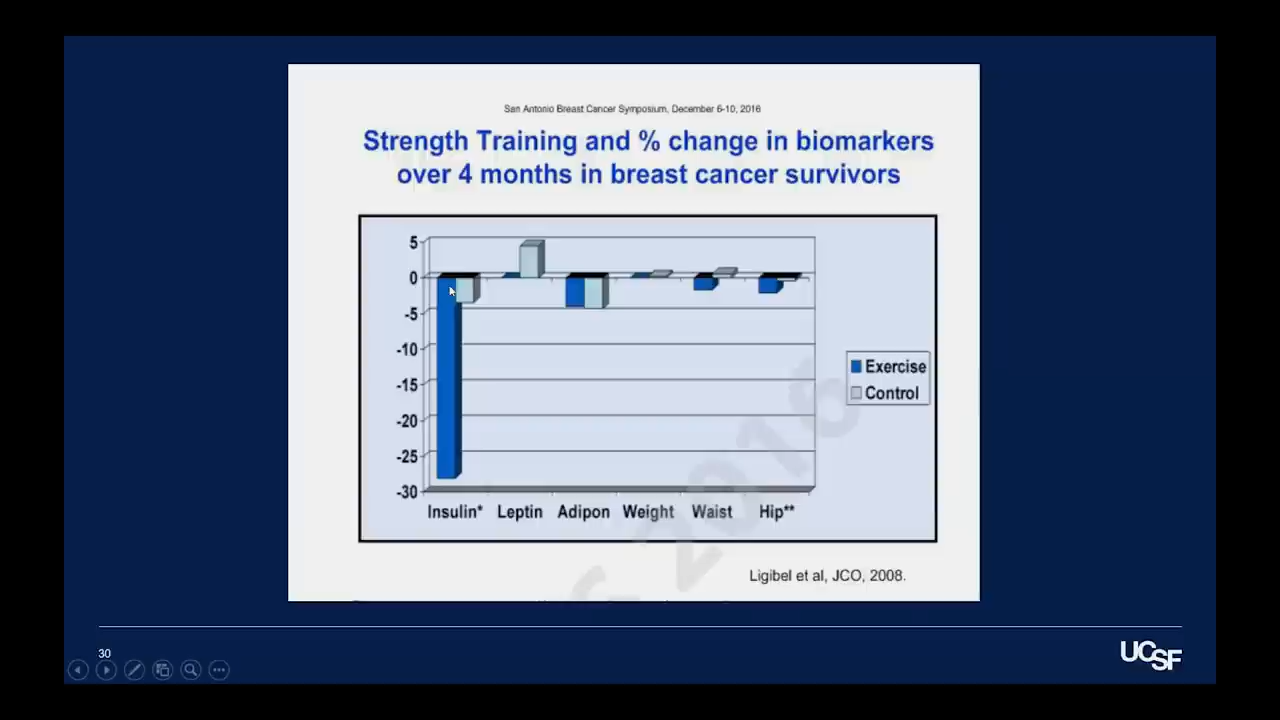 San Antonio Breast Cancer Symposium, December 6-10, 2016
Strength Training and % change in biomarkers
over 4 months in breast cancer survivors
5
0
-5
-10
-15
-20
-25
-30
Insulin* Leptin Adipon Weight Waist Hip**
Exercise
Control
2016
Ligibel et al, JCO, 2008.
30
UCSF